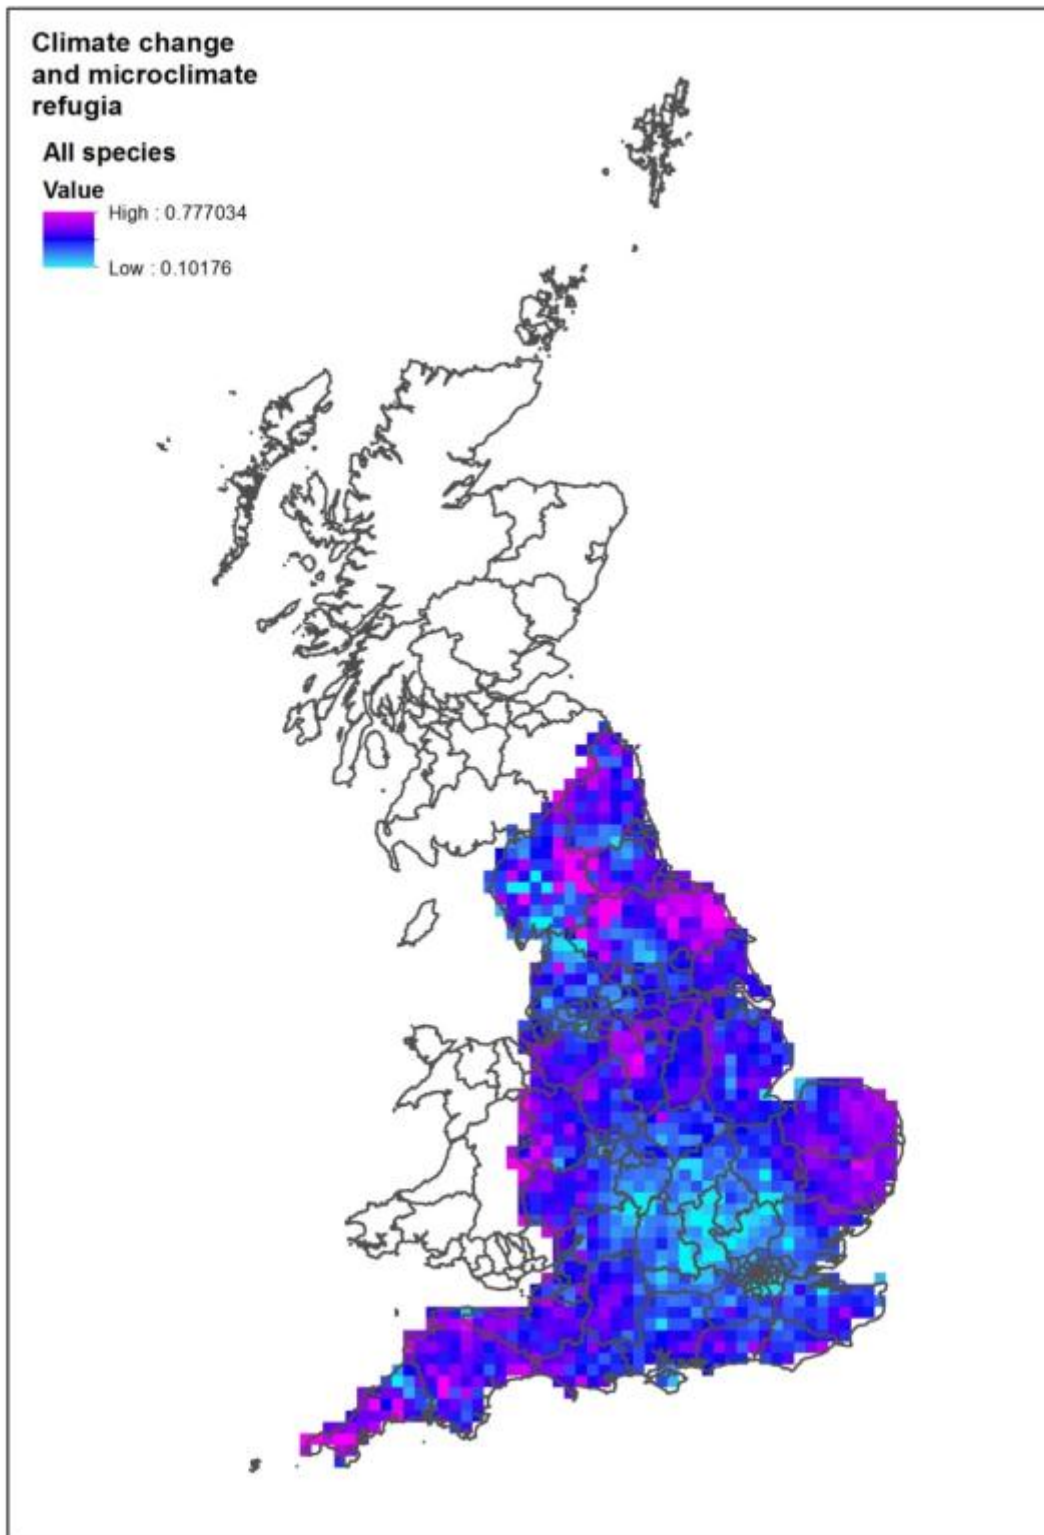 Climate change
and microclimate
refugia
All species
Value
High : 0.777034
Low : 0.10176